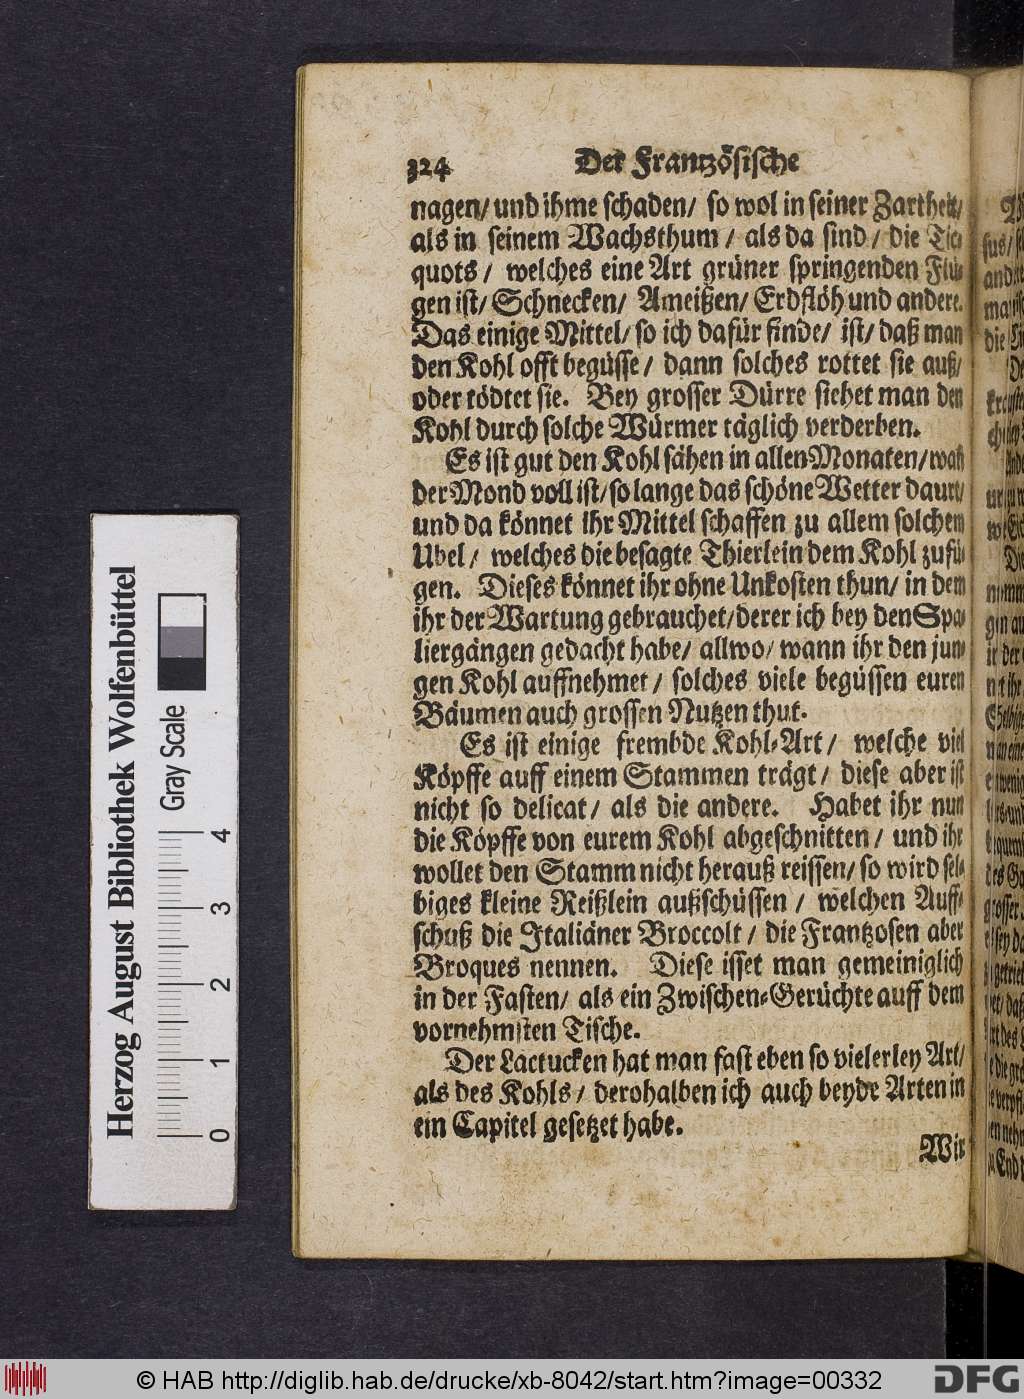 324 Der Frantzösische
nagen/ und ihme schaden/ so wol in seiner Zartheit/
als in seinem Wachsthum / als da sind / die
quots / welches eine Art grüner springenden Flü-
gen ist/ Schnecken/ Ameißen/ Erdflöh und andere.
Das einige Mittel/ so ich dafür finde/ ist/ daß man
den Kohl offt begüsse / dann solches rottet sie auß/
oder tödtet sie. Bey grosser Dürre siehet man den
Kohl durch solche Würmer täglich verderben.
Es ist gut den Kohl sähen in allen Monaten/ wañ
der Mond voll ist/ so lange das schöne Wetter daurt/
und da könnet ihr Mittel schaffen zu allem solchem
Ubel / welches die besagte Thierlein dem Kohl zufü-
gen. Dieses könnet ihr ohne Unkosten thun/ in dem
ihr der Wartung gebrauchet/ derer ich bey den Spa-
liergängen gedacht habe/ allwo/ wann ihr den jun-
gen Kohl auffnehmet / solches viele begüssen euren
Bäumen auch grossen Nutzen thut.
Es ist einige frembde Kohl-Art / welche viel
Köpffe auff einem Stammen trägt / diese aber ist
nicht so delicat / als die andere. Habet ihr nun
die Köpffe von eurem Kohl abgeschnitten / und ihr
wollet den Stamm nicht herauß reissen/ so wird sel-
biges kleine Reißlein außschüssen / welchen Auff-
schuß die Italiäner Broccolt / die Frantzosen aber
Broques nennen. Diese isset man gemeiniglich
in der Fasten/ als ein Zwischen-Gerüchte auff dem
vornehmsten Tische.
Der Lactucken hat man fast eben so vielerley Art/
als des Kohls / derohalben ich auch beyde Arten in
ein Capitel gesetzet habe.
Wir
Herzog August Bibliothek Wolfenbüttel
Gray Scale
0 1 2 3 4
© HAB http://diglib.hab.de/drucke/xb-8042/start.htm?image=00332
DFG